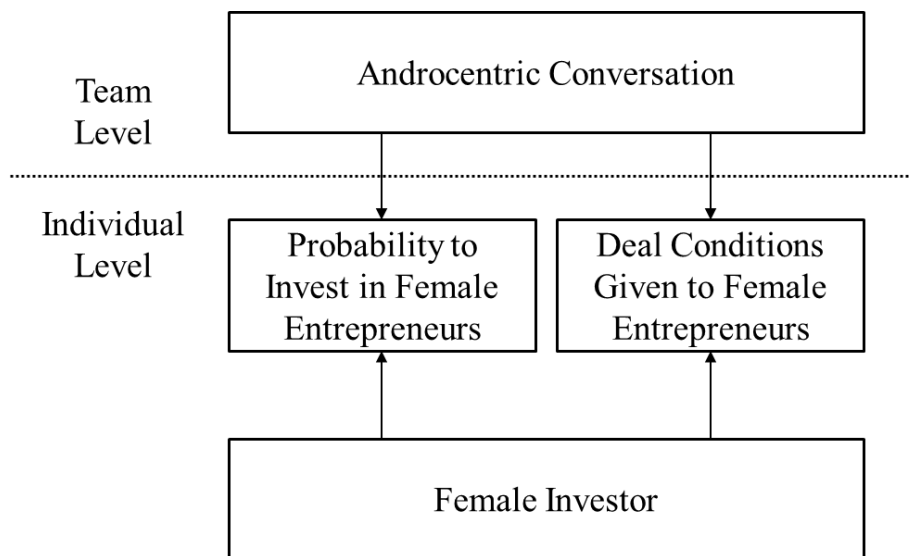 Androcentric Conversation
Team
Level
Individual
Level
Probability to
Invest in Female
Entrepreneurs
Deal Conditions
Given to Female
Entrepreneurs
Female Investor